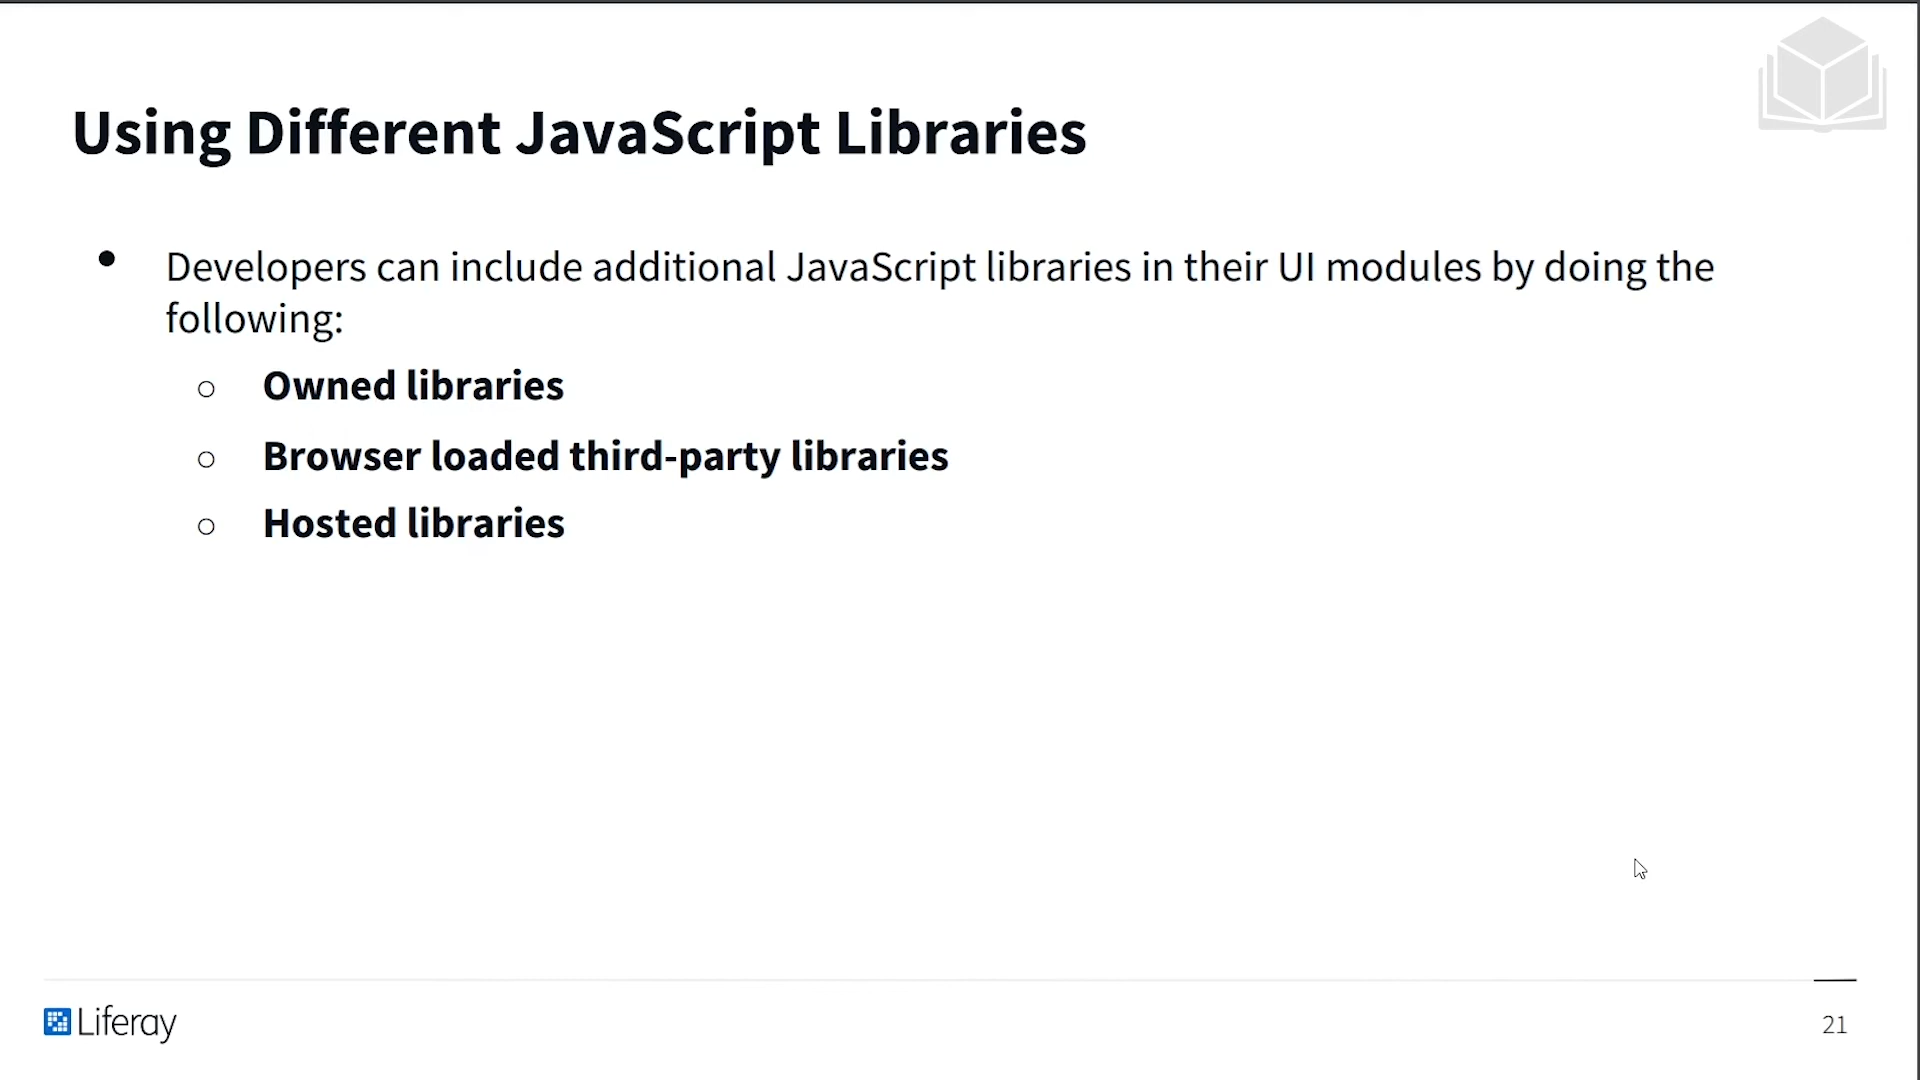 Using Different JavaScript Libraries
● Developers can include additional JavaScript libraries in their UI modules by doing the
following:
○ Owned libraries
○ Browser loaded third-party libraries
○ Hosted libraries
Liferay
21